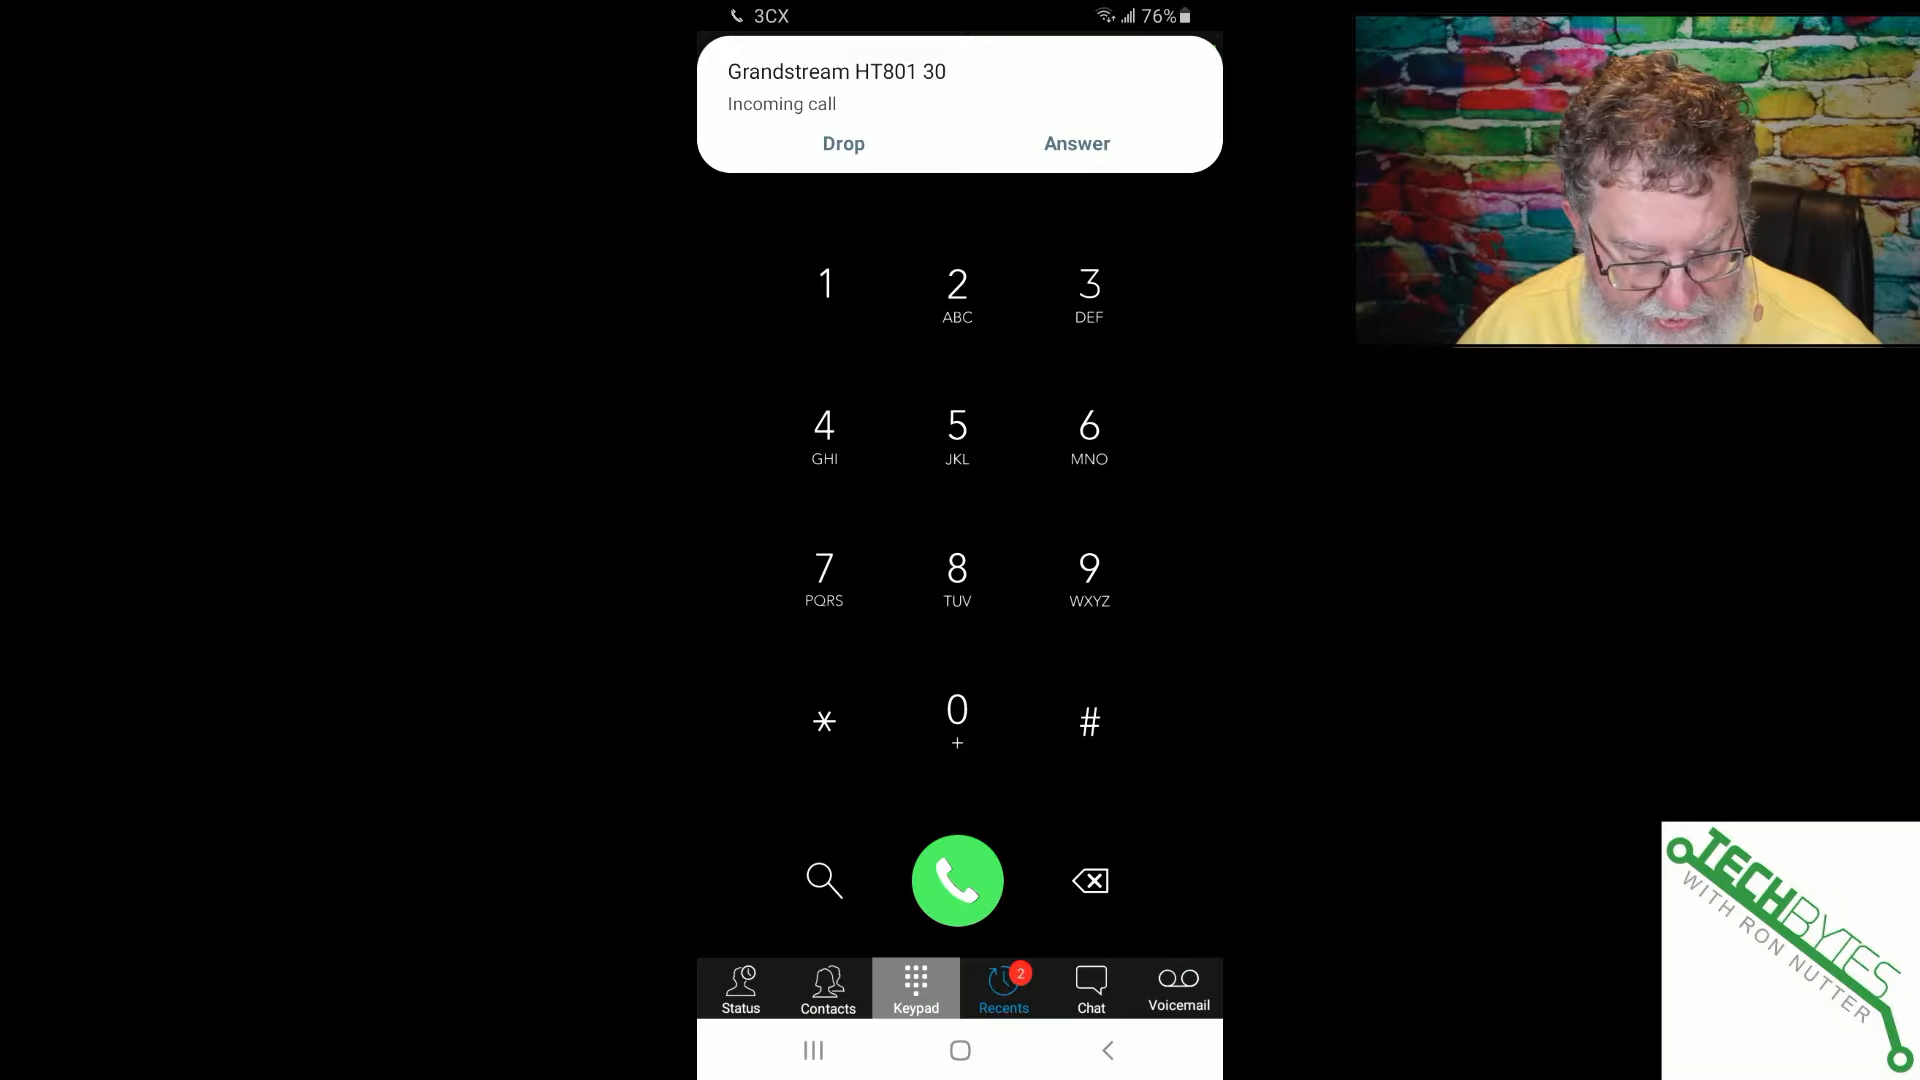 3CX
76%
Grandstream HT801 30
Incoming call
Drop Answer
1 2 3
ABC DEF
4 5 6
GHI JKL MNO
7 8 9
PQRS TUV WXYZ
* 0 #
+
2
Status Contacts Keypad Recents Chat Voicemail
TECHBYTES
WITH RON NUTTER